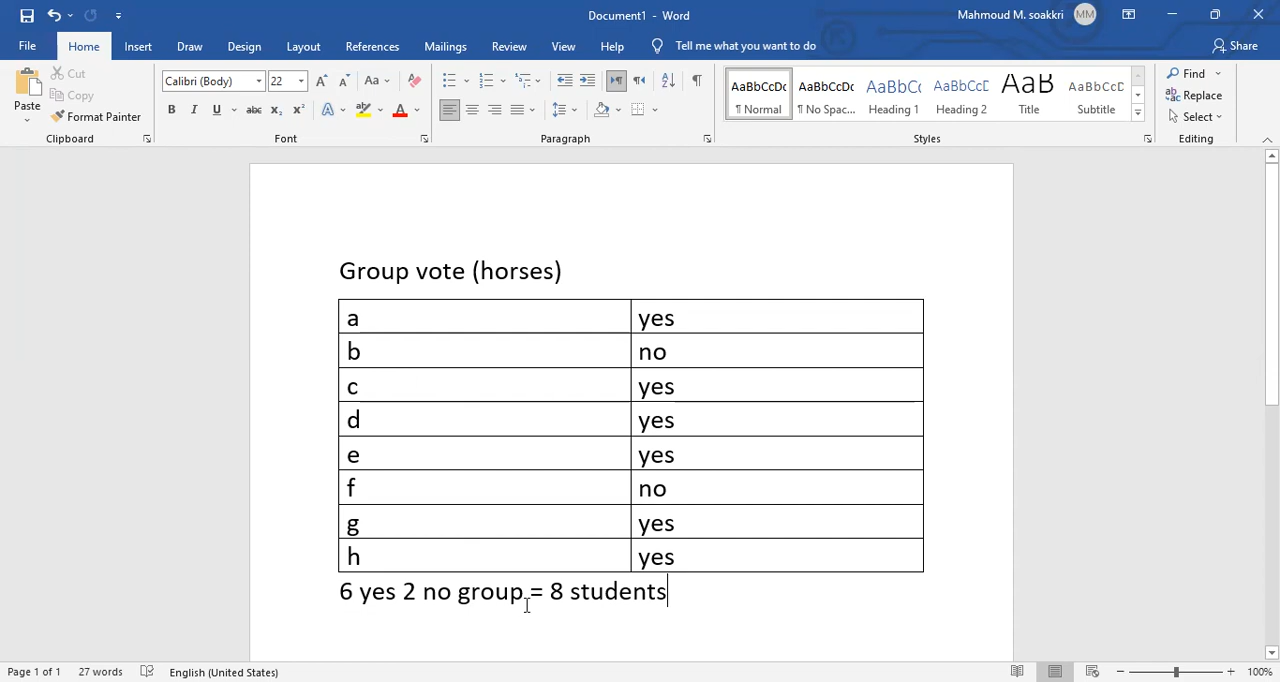 Document1 - Word
Mahmoud M. soakkri
MM
File Home Insert Draw Design Layout References Mailings Review View Help Tell me what you want to do Share
Paste
Cut
Copy
Format Painter
Clipboard
Calibri (Body) 22
Font
Paragraph
AaBbCcDc AaBbCcDc AaBbCc AaBbCcD AaB AaBbCcD
¶ Normal ¶ No Spac... Heading 1 Heading 2 Title Subtitle
Styles
Find
Replace
Select
Editing
Group vote (horses)
a yes
b no
c yes
d yes
e yes
f no
g yes
h yes
6 yes 2 no group = 8 students
Page 1 of 1 27 words English (United States) 100%